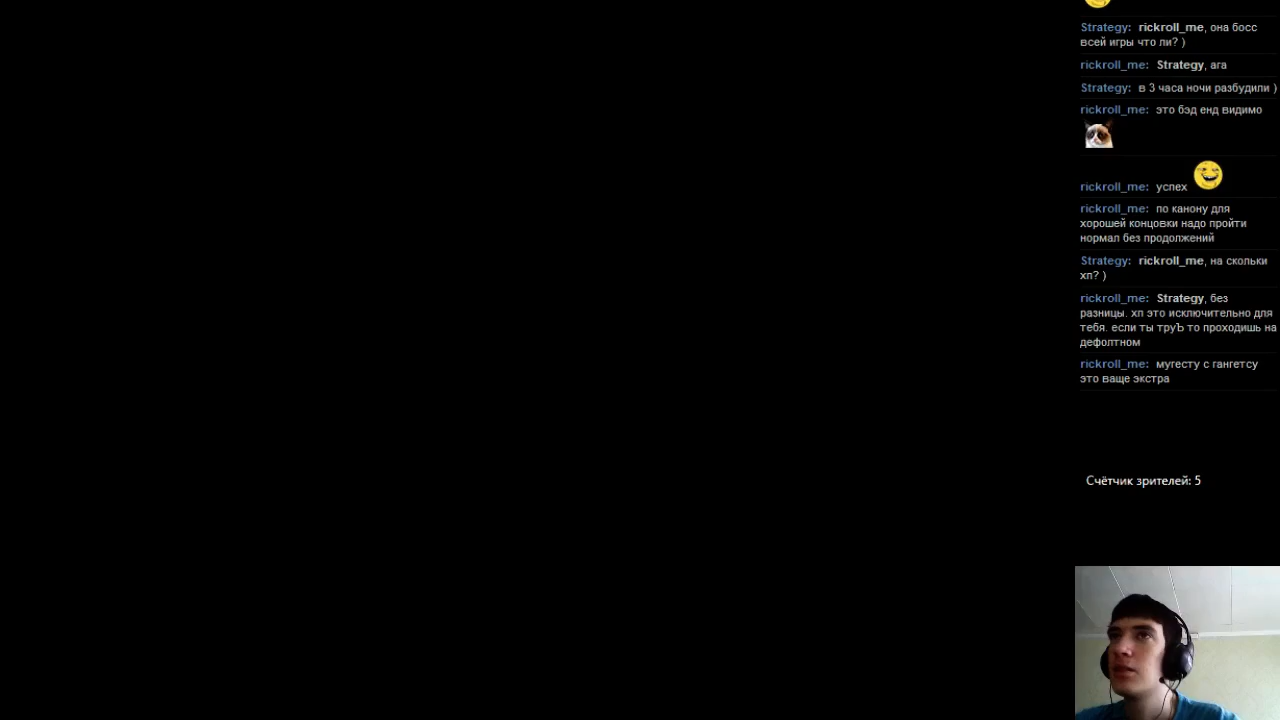 Strategy: rickroll_me, она босс
всей игры что ли? )
rickroll_me: Strategy, ага
Strategy: в 3 часа ночи разбудили )
rickroll_me: это бэд енд видимо
rickroll_me: успех
rickroll_me: по канону для
хорошей концовки надо пройти
нормал без продолжений
Strategy: rickroll_me, на скольки
хп? )
rickroll_me: Strategy, без
разницы. хп это исключительно для
тебя. если ты труЪ то проходишь на
дефолтном
rickroll_me: мугесту с гангетсу
это ваще экстра
Счётчик зрителей: 5